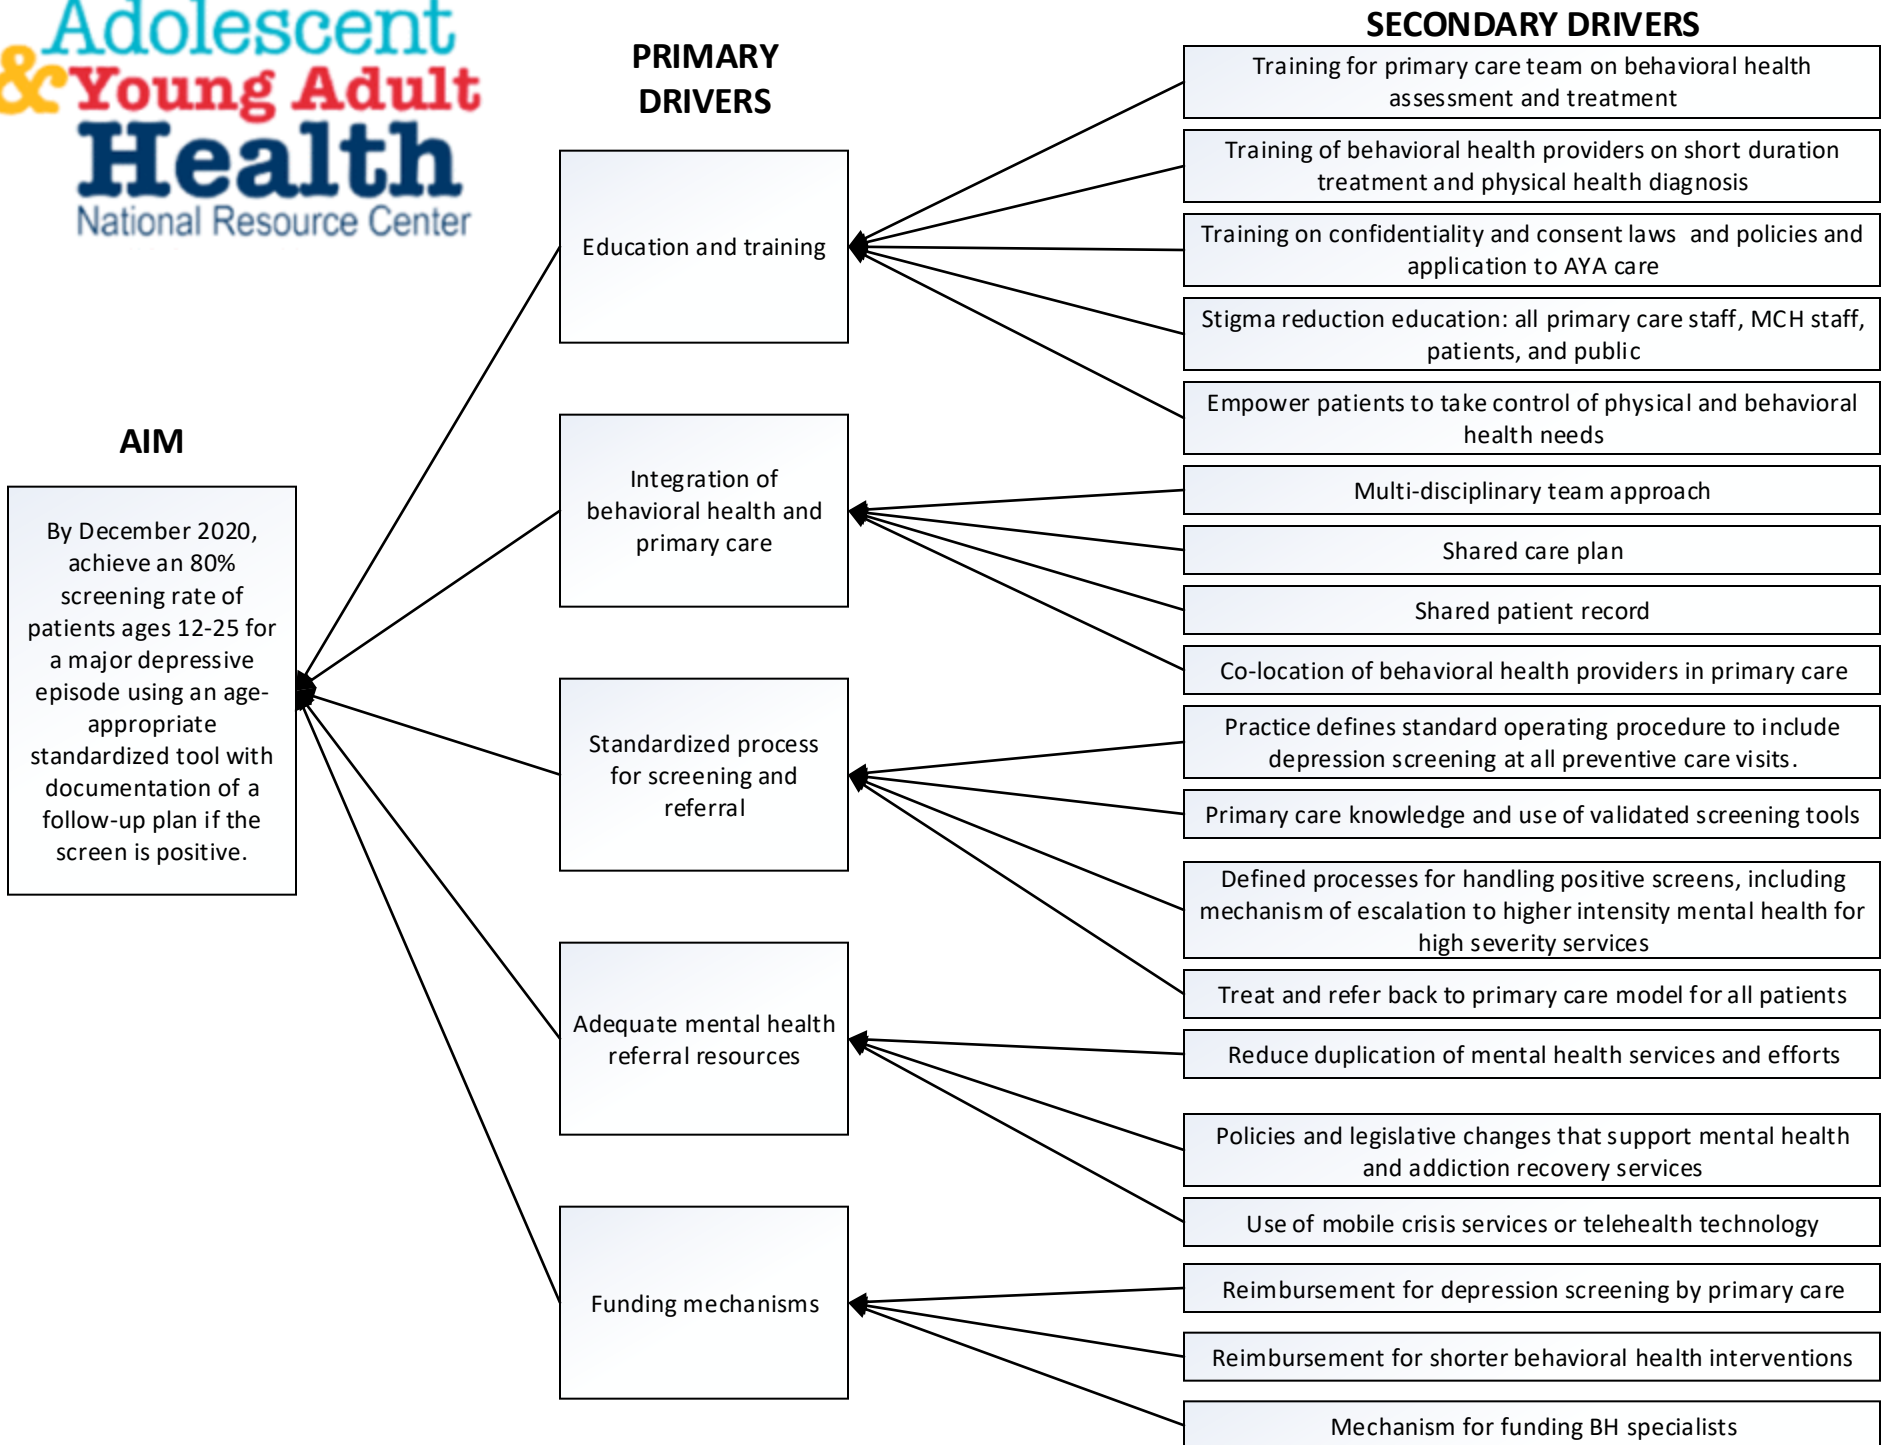 Adolescent
&Young Adult
Health
National Resource Center
AIM
By December 2020,
achieve an 80%
screening rate of
patients ages 12-25 for
a major depressive
episode using an age-
appropriate
standardized tool with
documentation of a
follow-up plan if the
screen is positive.
PRIMARY
DRIVERS
Education and training
Integration of
behavioral health and
primary care
Standardized process
for screening and
referral
Adequate mental health
referral resources
Funding mechanisms
SECONDARY DRIVERS
Training for primary care team on behavioral health
assessment and treatment
Training of behavioral health providers on short duration
treatment and physical health diagnosis
Training on confidentiality and consent laws and policies and
application to AYA care
Stigma reduction education: all primary care staff, MCH staff,
patients, and public
Empower patients to take control of physical and behavioral
health needs
Multi-disciplinary team approach
Shared care plan
Shared patient record
Co-location of behavioral health providers in primary care
Practice defines standard operating procedure to include
depression screening at all preventive care visits.
Primary care knowledge and use of validated screening tools
Defined processes for handling positive screens, including
mechanism of escalation to higher intensity mental health for
high severity services
Treat and refer back to primary care model for all patients
Reduce duplication of mental health services and efforts
Policies and legislative changes that support mental health
and addiction recovery services
Use of mobile crisis services or telehealth technology
Reimbursement for depression screening by primary care
Reimbursement for shorter behavioral health interventions
Mechanism for funding BH specialists